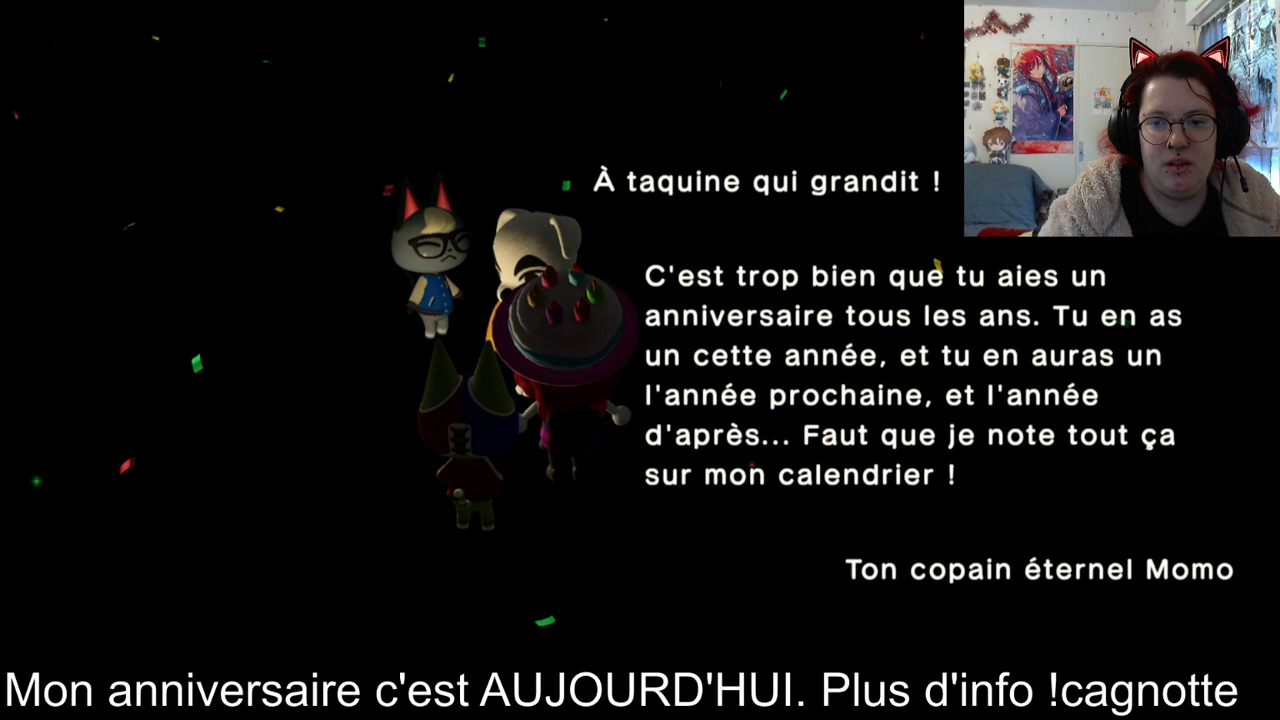 À taquine qui grandit !
C'est trop bien que tu aies un
anniversaire tous les ans. Tu en as
un cette année, et tu en auras un
l'année prochaine, et l'année
d'après... Faut que je note tout ça
sur mon calendrier !
Ton copain éternel Momo
Mon anniversaire c'est AUJOURD'HUI. Plus d'info !cagnotte